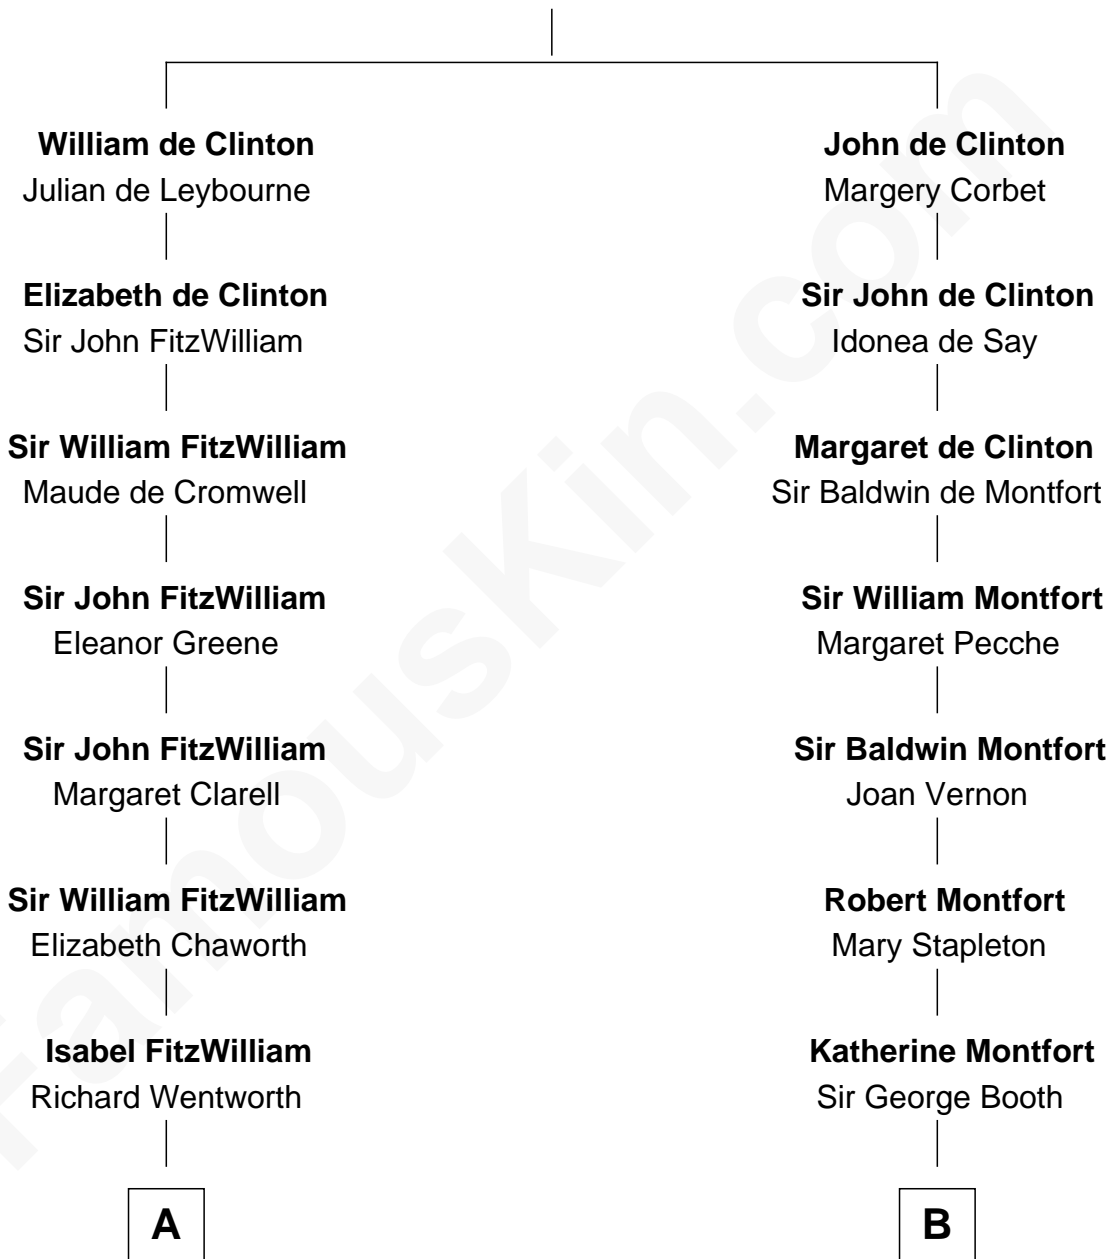 William de Clinton
Julian de Leybourne
John de Clinton
Margery Corbet
Elizabeth de Clinton
Sir John FitzWilliam
Sir John de Clinton
Idonea de Say
Sir William FitzWilliam
Maude de Cromwell
Margaret de Clinton
Sir Baldwin de Montfort
Sir John FitzWilliam
Eleanor Greene
Sir William Montfort
Margaret Pecche
Sir John FitzWilliam
Margaret Clarell
Sir Baldwin Montfort
Joan Vernon
Sir William FitzWilliam
Elizabeth Chaworth
Robert Montfort
Mary Stapleton
Isabel FitzWilliam
Richard Wentworth
Katherine Montfort
Sir George Booth
A
B
FamousKin.com